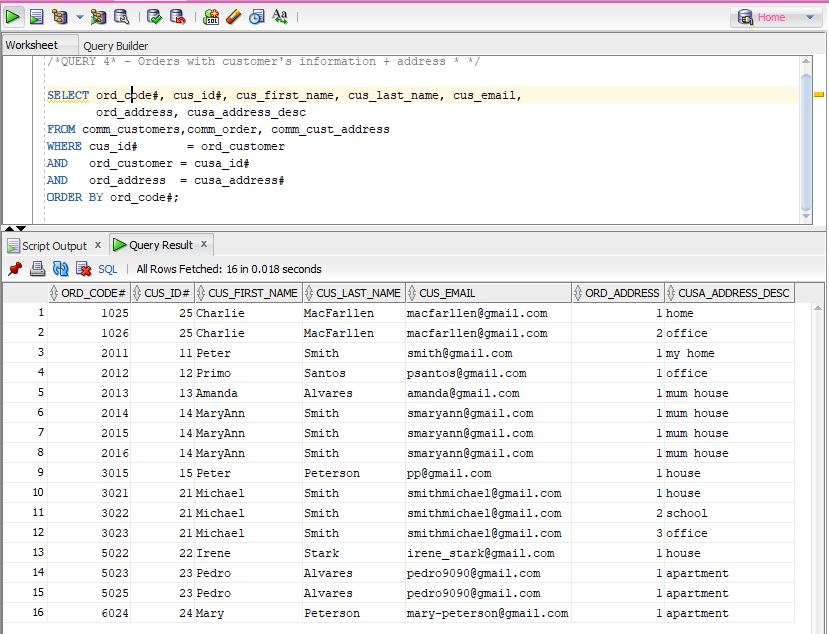 SQL
Aa
Home
Worksheet Query Builder
/*QUERY 4* - Orders with customer's information + address * */
SELECT ord_code#, cus_id#, cus_first_name, cus_last_name, cus_email,
ord_address, cusa_address_desc
FROM comm_customers,comm_order, comm_cust_address
WHERE cus_id# = ord_customer
AND ord_customer = cusa_id#
AND ord_address = cusa_address#
ORDER BY ord_code#;
Script Output x Query Result x
SQL | All Rows Fetched: 16 in 0.018 seconds
ORD_CODE# CUS_ID# CUS_FIRST_NAME CUS_LAST_NAME CUS_EMAIL ORD_ADDRESS CUSA_ADDRESS_DESC
1 1025 25 Charlie MacFarllen macfarllen@gmail.com 1 home
2 1026 25 Charlie MacFarllen macfarllen@gmail.com 2 office
3 2011 11 Peter Smith smith@gmail.com 1 my home
4 2012 12 Primo Santos psantos@gmail.com 1 office
5 2013 13 Amanda Alvares amanda@gmail.com 1 mum house
6 2014 14 MaryAnn Smith smaryann@gmail.com 1 mum house
7 2015 14 MaryAnn Smith smaryann@gmail.com 1 mum house
8 2016 14 MaryAnn Smith smaryann@gmail.com 1 mum house
9 3015 15 Peter Peterson pp@gmail.com 1 house
10 3021 21 Michael Smith smithmichael@gmail.com 1 house
11 3022 21 Michael Smith smithmichael@gmail.com 2 school
12 3023 21 Michael Smith smithmichael@gmail.com 3 office
13 5022 22 Irene Stark irene_stark@gmail.com 1 house
14 5023 23 Pedro Alvares pedro9090@gmail.com 1 apartment
15 5025 23 Pedro Alvares pedro9090@gmail.com 1 apartment
16 6024 24 Mary Peterson mary-peterson@gmail.com 1 apartment